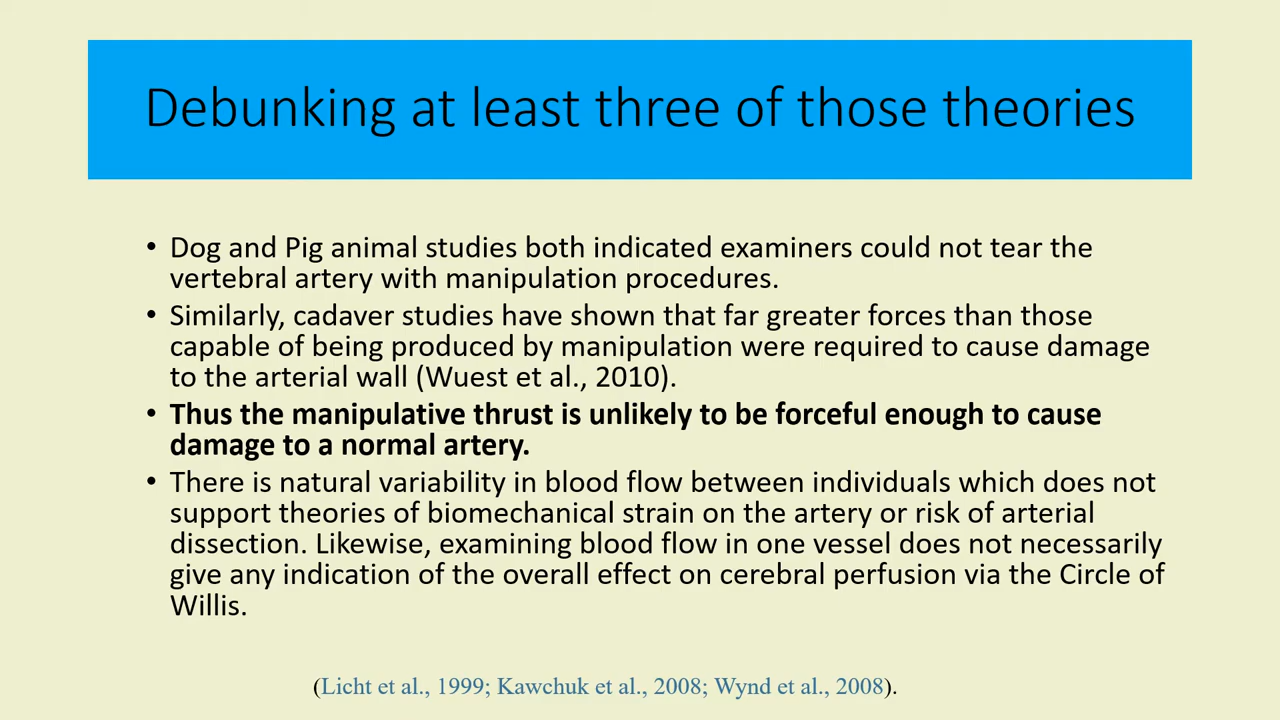 Debunking at least three of those theories
• Dog and Pig animal studies both indicated examiners could not tear the
vertebral artery with manipulation procedures.
• Similarly, cadaver studies have shown that far greater forces than those
capable of being produced by manipulation were required to cause damage
to the arterial wall (Wuest et al., 2010).
• Thus the manipulative thrust is unlikely to be forceful enough to cause
damage to a normal artery.
• There is natural variability in blood flow between individuals which does not
support theories of biomechanical strain on the artery or risk of arterial
dissection. Likewise, examining blood flow in one vessel does not necessarily
give any indication of the overall effect on cerebral perfusion via the Circle of
Willis.
(Licht et al., 1999; Kawchuk et al., 2008; Wynd et al., 2008).